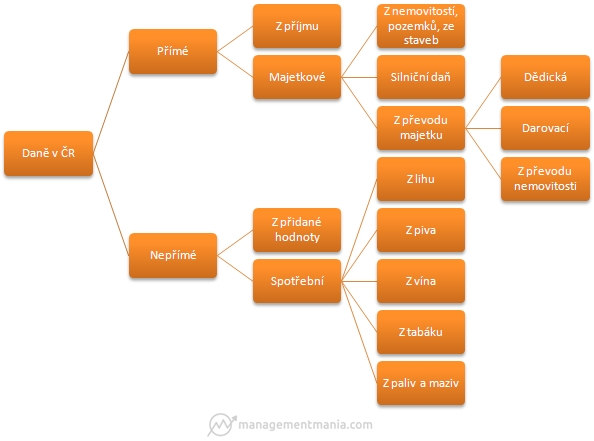 Daně v ČR
Přímé
Z příjmu
Majetkové
Z nemovitostí,
pozemků, ze
staveb
Silniční daň
Z převodu
majetku
Dědická
Darovací
Z převodu
nemovitosti
Nepřímé
Z přidané
hodnoty
Spotřební
Z lihu
Z piva
Z vína
Z tabáku
Z paliv a maziv
managementmania.com